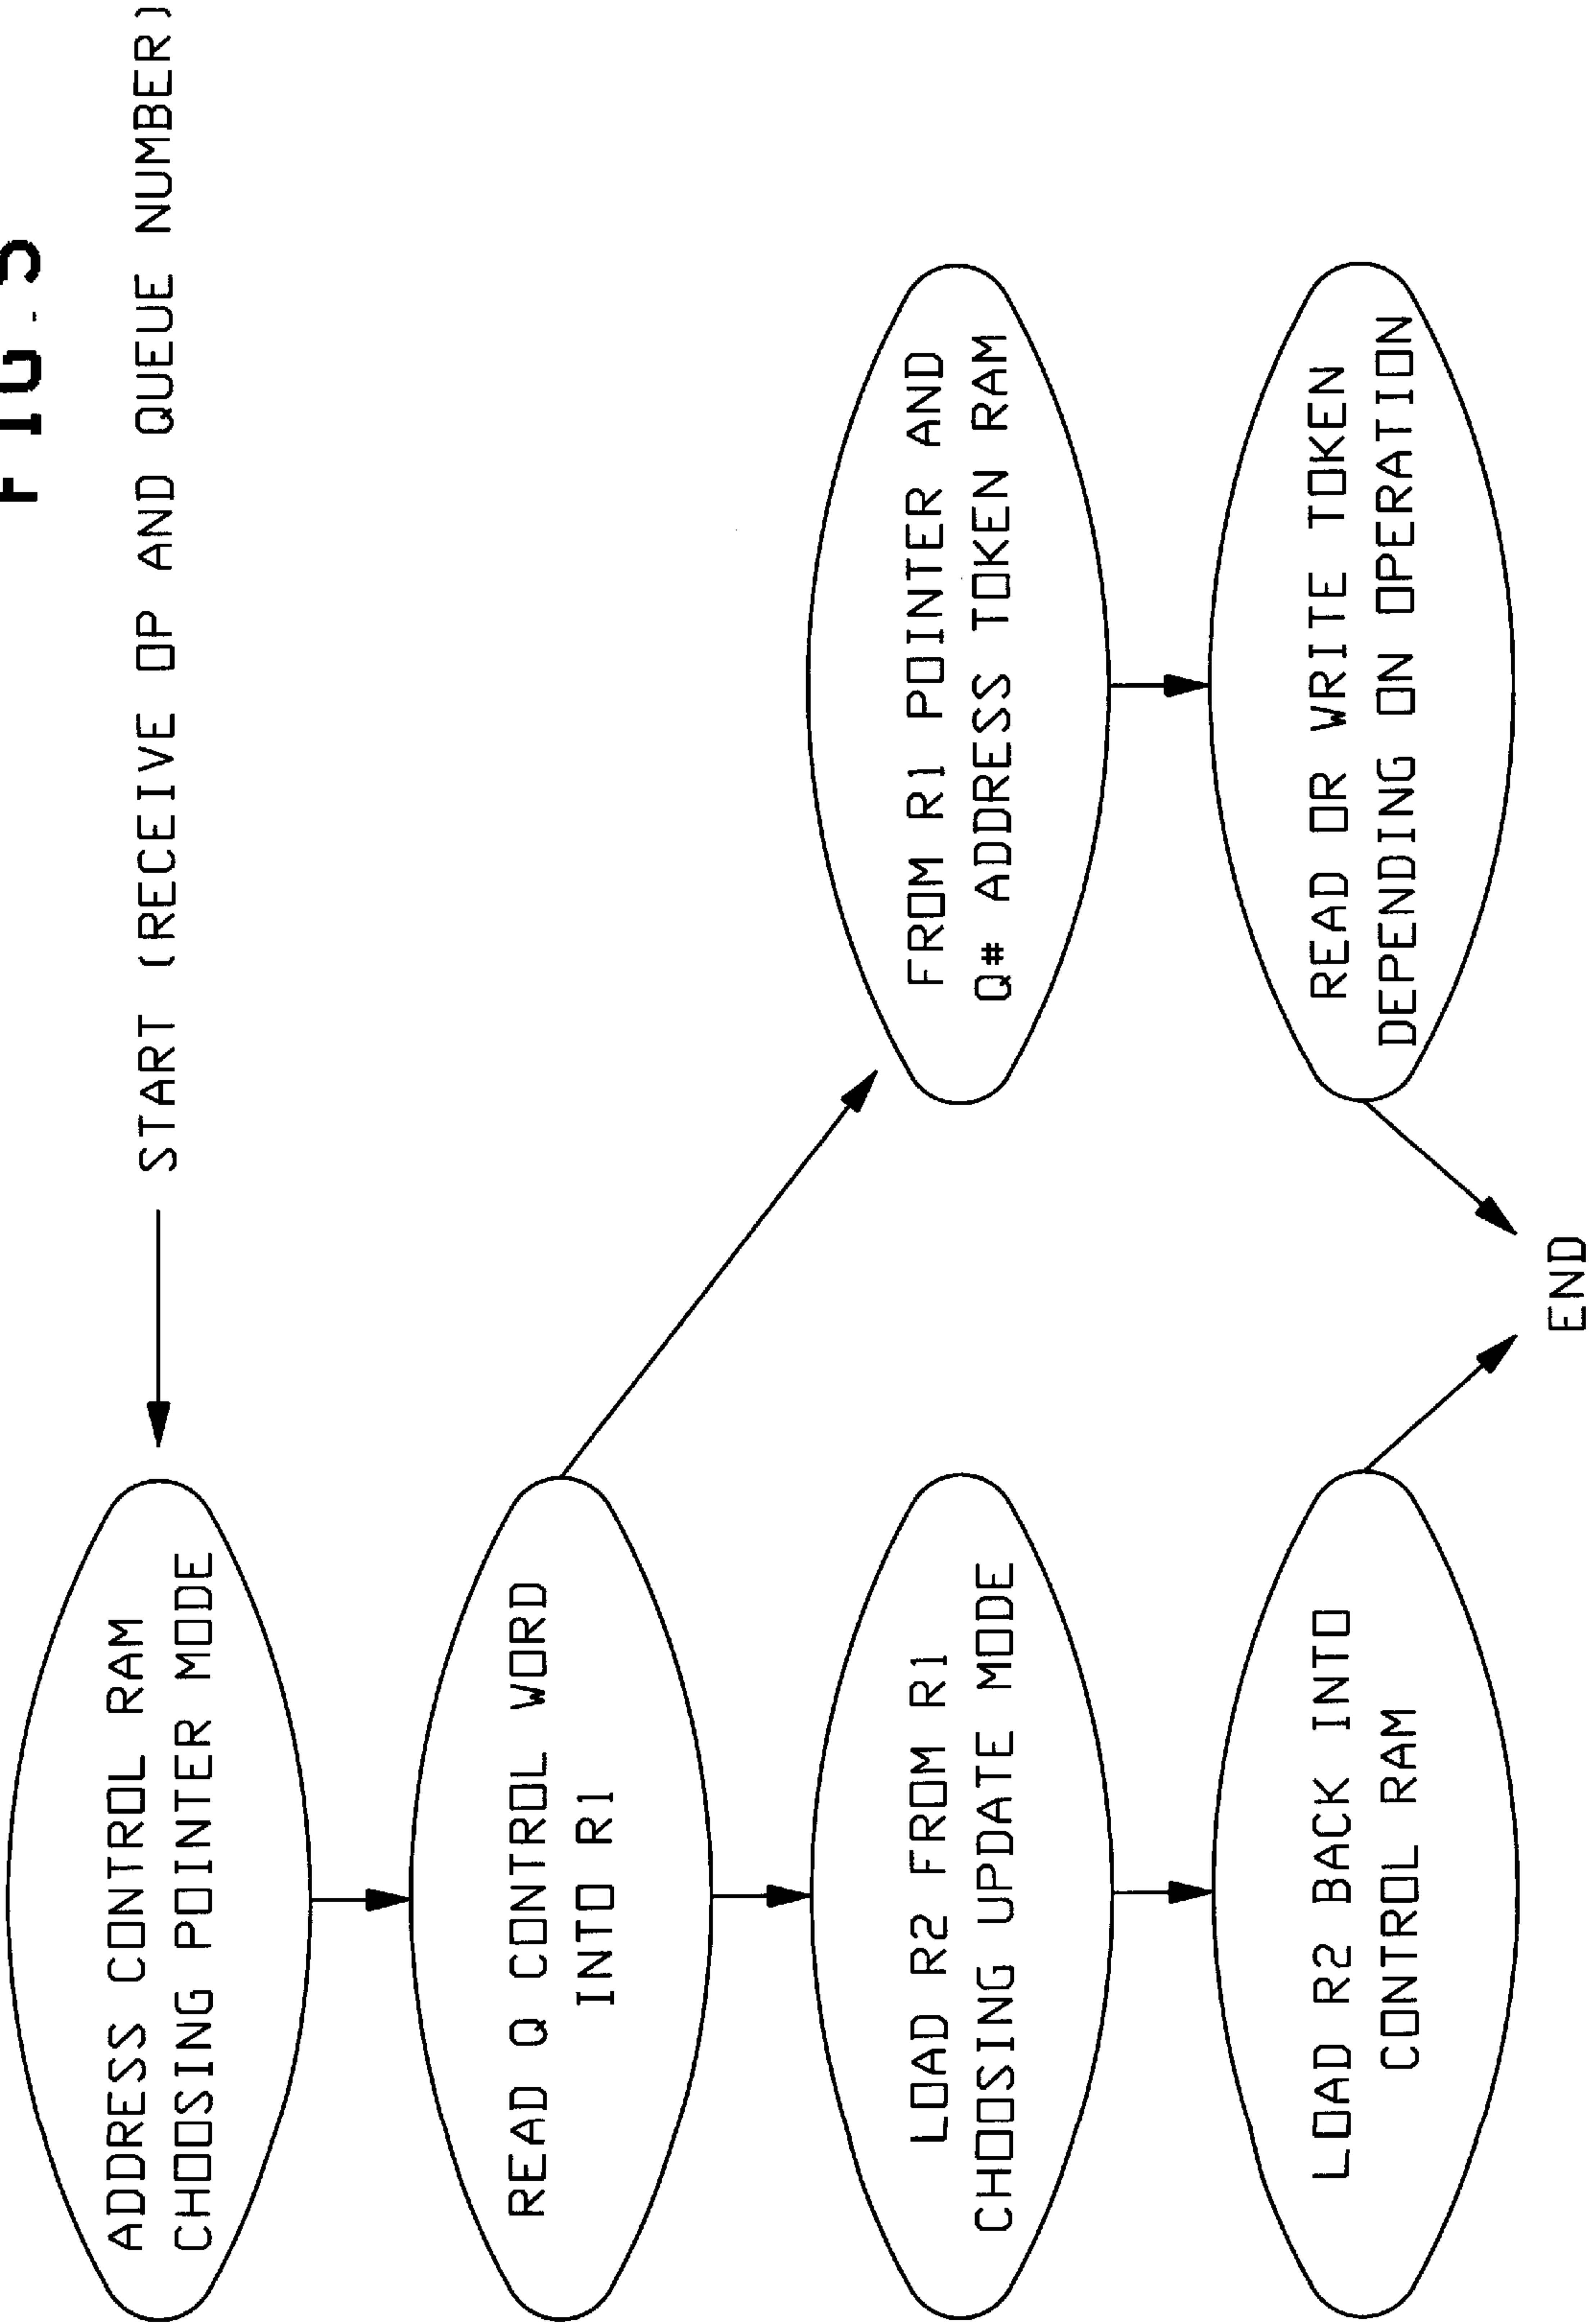 FIG. 5
START (RECEIVE OP AND QUEUE NUMBER)
ADDRESS CONTROL RAM
CHOOSING POINTER MODE
READ Q CONTROL WORD
INTO R1
LOAD R2 FROM R1
CHOOSING UPDATE MODE
LOAD R2 BACK INTO
CONTROL RAM
FROM R1 POINTER AND
Q# ADDRESS TOKEN RAM
READ OR WRITE TOKEN
DEPENDING ON OPERATION
END